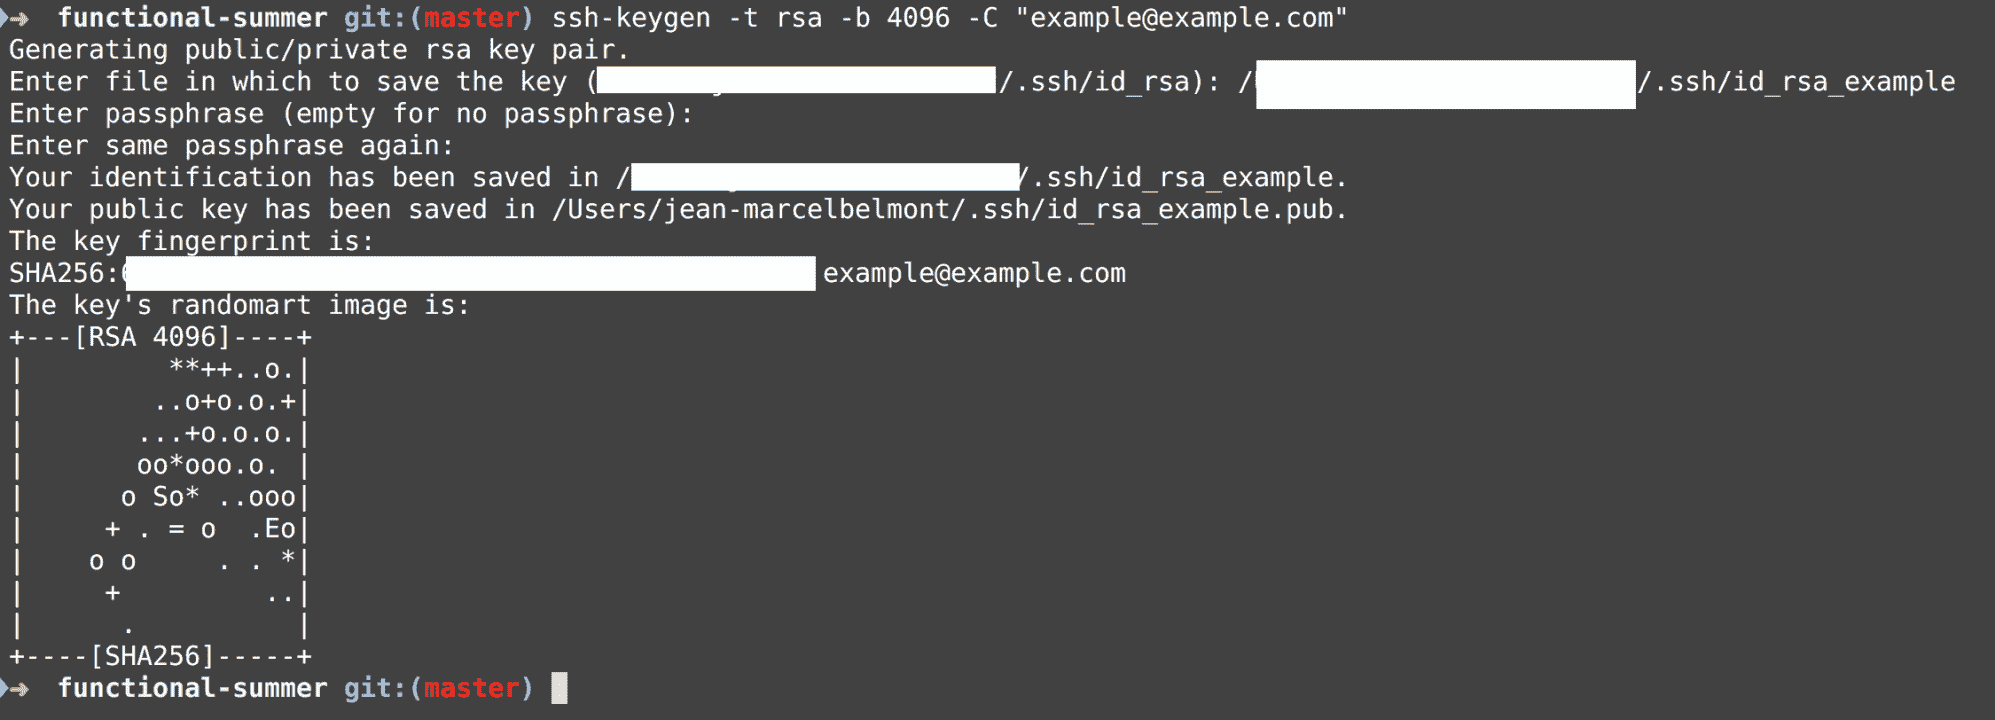 ➜  functional-summer git:(master) ssh-keygen -t rsa -b 4096 -C "example@example.com"
Generating public/private rsa key pair.
Enter file in which to save the key (/.ssh/id_rsa): //.ssh/id_rsa_example
Enter passphrase (empty for no passphrase):
Enter same passphrase again:
Your identification has been saved in //.ssh/id_rsa_example.
Your public key has been saved in /Users/jean-marcelbelmont/.ssh/id_rsa_example.pub.
The key fingerprint is:
SHA256: example@example.com
The key's randomart image is:
+---[RSA 4096]----+
|         **++..o.|
|        ..o+o.o.+|
|       ...+o.o.o.|
|       oo*ooo.o. |
|      o So* ..ooo|
|     + . = o  .Eo|
|    o o     . . *|
|     +         ..|
|      .          |
+----[SHA256]-----+
➜  functional-summer git:(master)